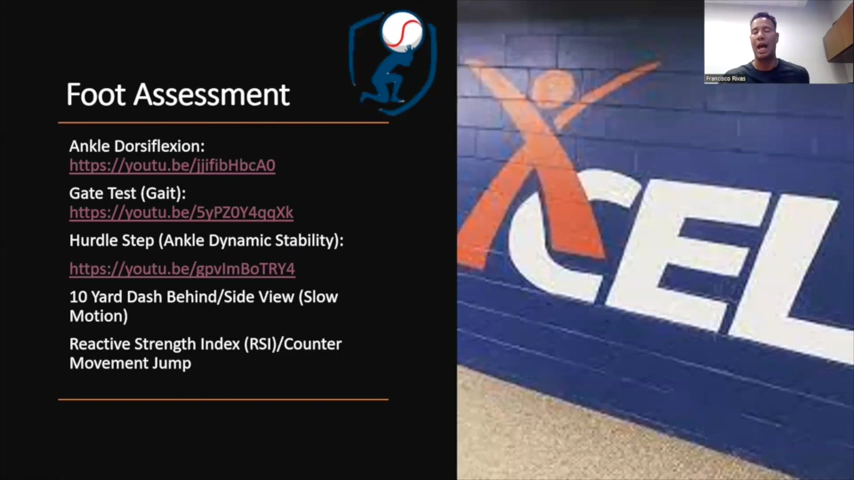 Foot Assessment
Ankle Dorsiflexion:
https://youtu.be/jjifibHbcA0
Gate Test (Gait):
https://youtu.be/5yPZ0Y4qqXk
Hurdle Step (Ankle Dynamic Stability):
https://youtu.be/gpvImBoTRY4
10 Yard Dash Behind/Side View (Slow
Motion)
Reactive Strength Index (RSI)/Counter
Movement Jump
XCEL
Francisco Rivas